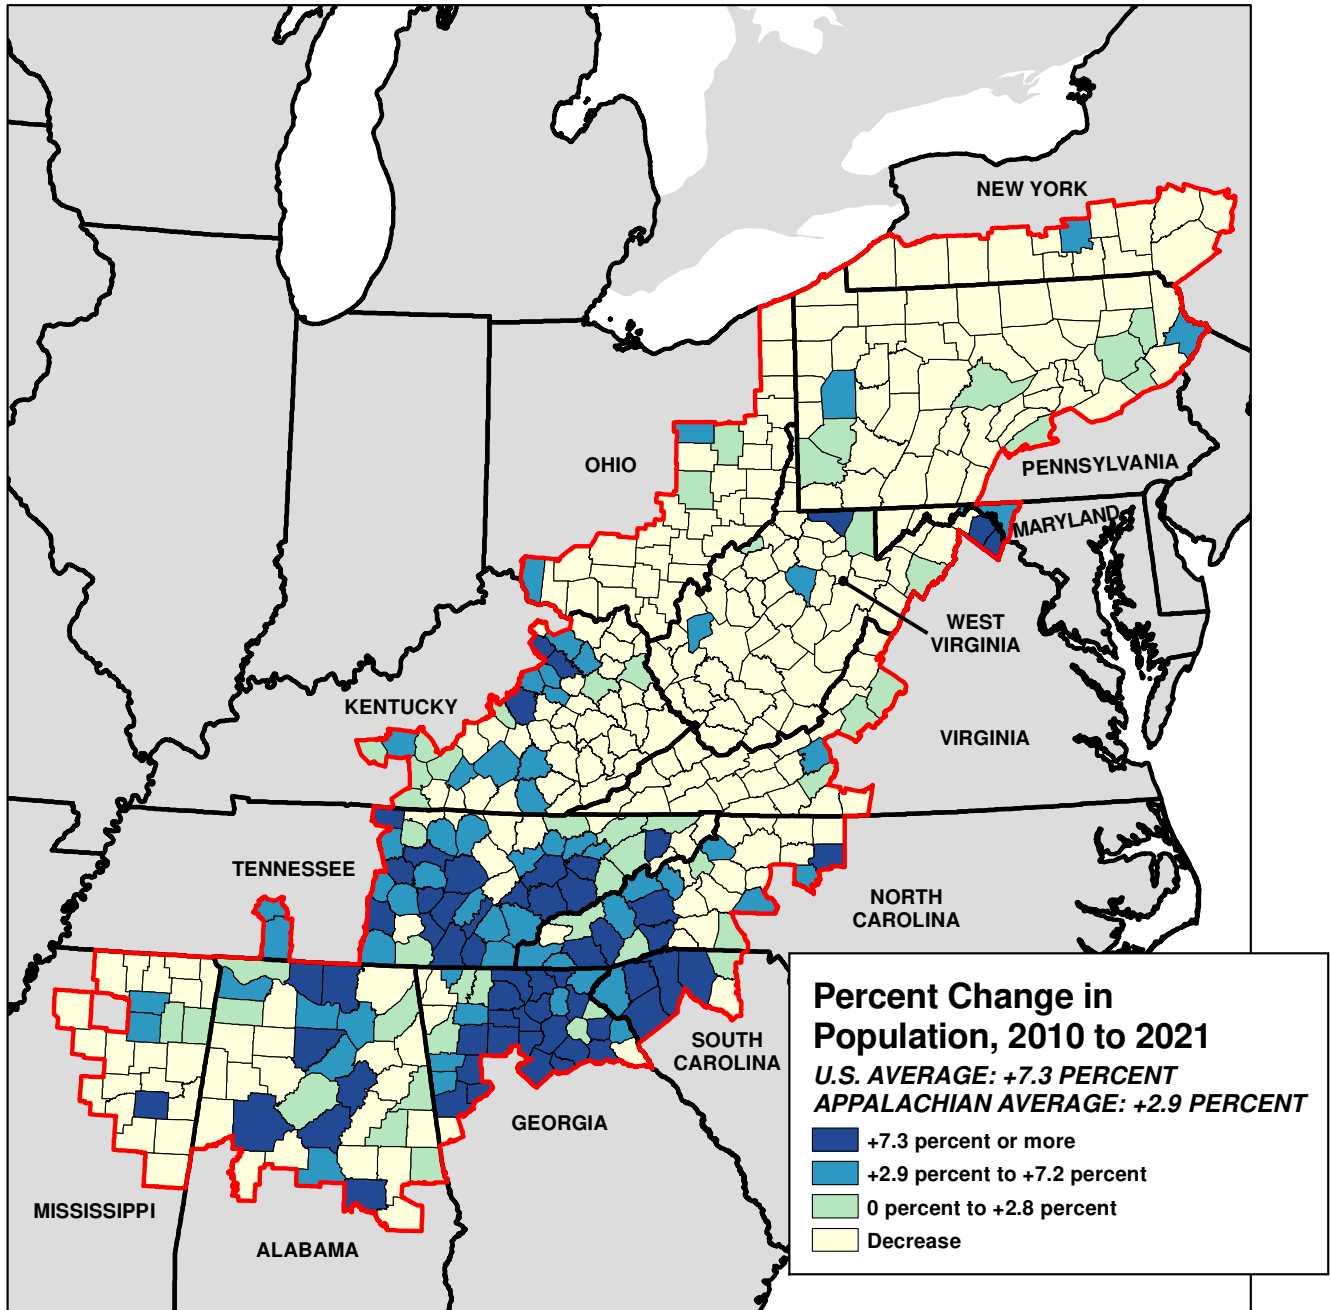 NEW YORK
OHIO
PENNSYLVANIA
MARYLAND
WEST
VIRGINIA
KENTUCKY
VIRGINIA
TENNESSEE
NORTH
CAROLINA
SOUTH
CAROLINA
GEORGIA
MISSISSIPPI
ALABAMA
Percent Change in
Population, 2010 to 2021
U.S. AVERAGE: +7.3 PERCENT
APPALACHIAN AVERAGE: +2.9 PERCENT
+7.3 percent or more
+2.9 percent to +7.2 percent
0 percent to +2.8 percent
Decrease